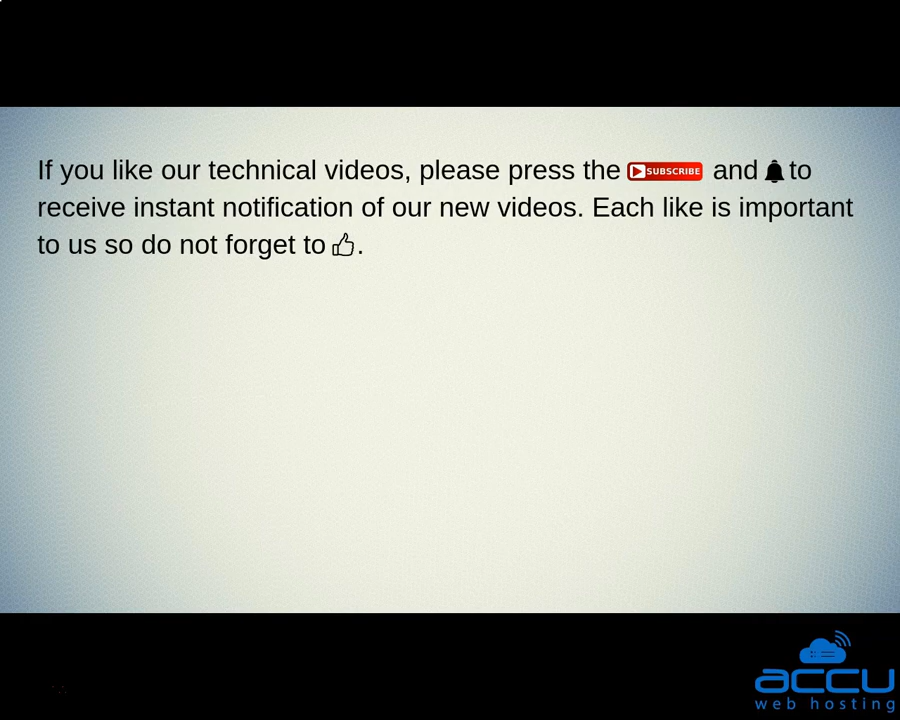 If you like our technical videos, please press the SUBSCRIBE and to
receive instant notification of our new videos. Each like is important
to us so do not forget to .
accu
web hosting